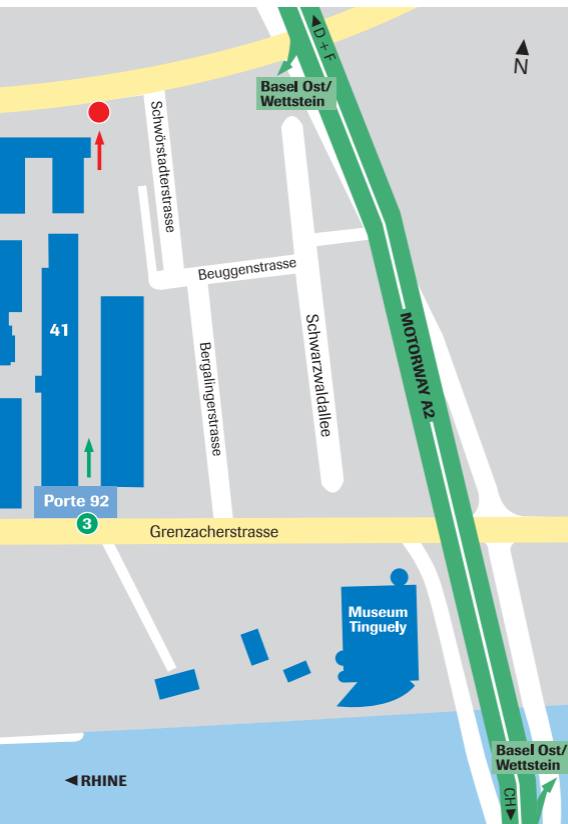 D + F
N
Basel Ost/
Wettstein
Schwörstadterstrasse
Beuggenstrasse
41
Bergalingerstrasse
Schwarzwaldallee
MOTORWAY A2
Porte 92
3
Grenzacherstrasse
Museum
Tinguely
Basel Ost/
Wettstein
RHINE
CH